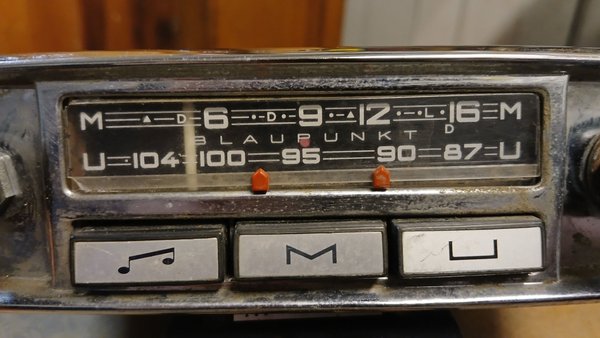 M D 6 D 9 12 L 16 M
D
BLAUPUNKT
U 104 100 95 90 87 U
M U